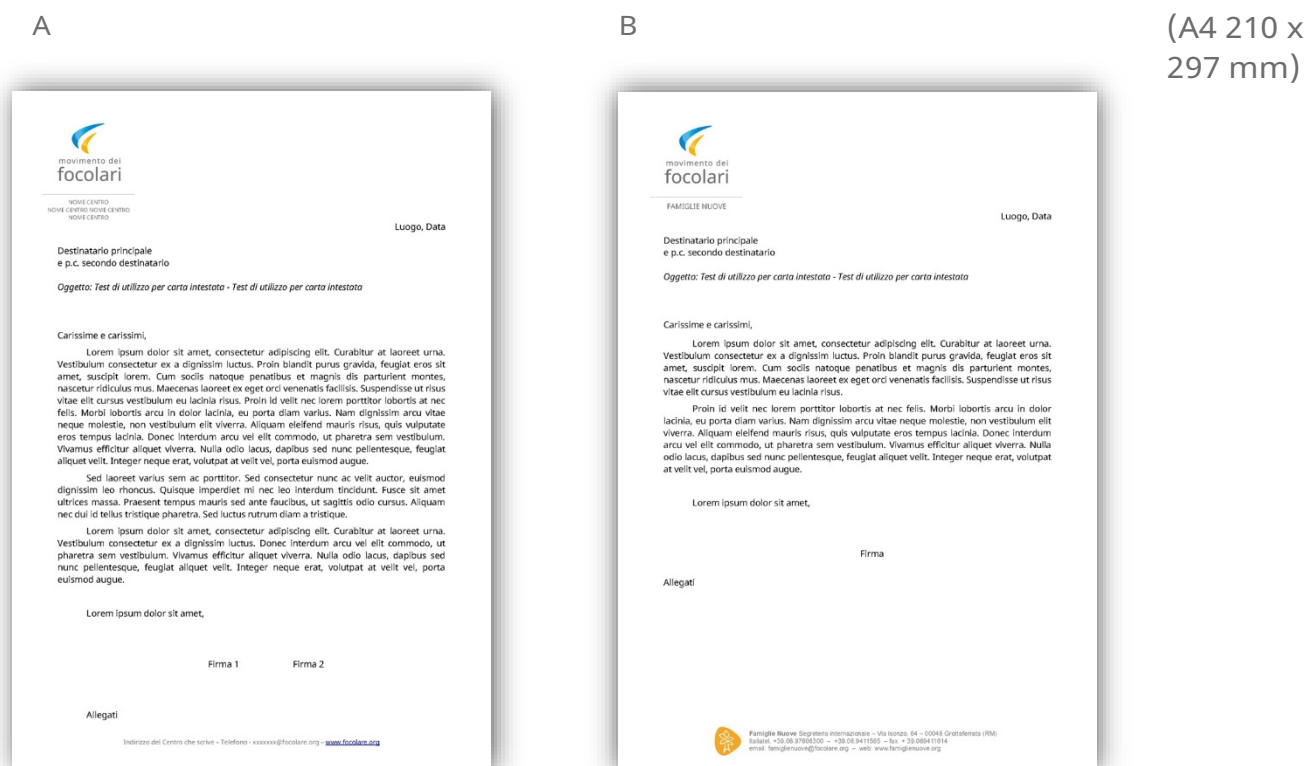 A
B
(A4 210 x
297 mm)
movimento dei
focolari
NOME CENTRO
NOME CENTRO NOME CENTRO
NOME CENTRO
Luogo, Data
Destinatario principale
e p.c. secondo destinatario
Oggetto: Test di utilizzo per carta intestata - Test di utilizzo per carta intestata
Carissime e carissimi,
Lorem ipsum dolor sit amet, consectetur adipiscing elit. Curabitur at laoreet urna.
Vestibulum consectetur ex a dignissim luctus. Proin blandit purus gravida, feugiat eros sit
amet, suscipit lorem. Cum sociis natoque penatibus et magnis dis parturient montes,
nascetur ridiculus mus. Maecenas laoreet ex eget orci venenatis facilisis. Suspendisse ut risus
vitae elit cursus vestibulum eu lacinia risus. Proin id velit nec lorem porttitor lobortis at nec
felis. Morbi lobortis arcu in dolor lacinia, eu porta diam varius. Nam dignissim arcu vitae
neque molestie, non vestibulum elit viverra. Aliquam eleifend mauris risus, quis vulputate
eros tempus lacinia. Donec interdum arcu vel elit commodo, ut pharetra sem vestibulum.
Vivamus efficitur aliquet viverra. Nulla odio lacus, dapibus sed nunc pellentesque, feugiat
aliquet velit. Integer neque erat, volutpat at velit vel, porta euismod augue.
Sed laoreet varius sem ac porttitor. Sed consectetur nunc ac velit auctor, euismod
dignissim leo rhoncus. Quisque imperdiet mi nec leo interdum tincidunt. Fusce sit amet
ultrices massa. Praesent tempus mauris sed ante faucibus, ut sagittis odio cursus. Aliquam
nec dui id tellus tristique pharetra. Sed luctus rutrum diam a tristique.
Lorem ipsum dolor sit amet, consectetur adipiscing elit. Curabitur at laoreet urna.
Vestibulum consectetur ex a dignissim luctus. Donec interdum arcu vel elit commodo, ut
pharetra sem vestibulum. Vivamus efficitur aliquet viverra. Nulla odio lacus, dapibus sed
nunc pellentesque, feugiat aliquet velit. Integer neque erat, volutpat at velit vel, porta
euismod augue.
Lorem ipsum dolor sit amet,
Firma 1 Firma 2
Allegati
Indirizzo del Centro che scrive – Telefono - xxxxxxx@focolare.org – www.focolare.org
movimento dei
focolari
FAMIGLIE NUOVE
Luogo, Data
Destinatario principale
e p.c. secondo destinatario
Oggetto: Test di utilizzo per carta intestata - Test di utilizzo per carta intestata
Carissime e carissimi,
Lorem ipsum dolor sit amet, consectetur adipiscing elit. Curabitur at laoreet urna.
Vestibulum consectetur ex a dignissim luctus. Proin blandit purus gravida, feugiat eros sit
amet, suscipit lorem. Cum sociis natoque penatibus et magnis dis parturient montes,
nascetur ridiculus mus. Maecenas laoreet ex eget orci venenatis facilisis. Suspendisse ut risus
vitae elit cursus vestibulum eu lacinia risus.
Proin id velit nec lorem porttitor lobortis at nec felis. Morbi lobortis arcu in dolor
lacinia, eu porta diam varius. Nam dignissim arcu vitae neque molestie, non vestibulum elit
viverra. Aliquam eleifend mauris risus, quis vulputate eros tempus lacinia. Donec interdum
arcu vel elit commodo, ut pharetra sem vestibulum. Vivamus efficitur aliquet viverra. Nulla
odio lacus, dapibus sed nunc pellentesque, feugiat aliquet velit. Integer neque erat, volutpat
at velit vel, porta euismod augue.
Lorem ipsum dolor sit amet,
Firma
Allegati
Famiglie Nuove Segreteria internazionale – Via Isonzo, 64 – 00046 Grottaferrata (RM)
– +39.06.9411565 – fax + 39.069411614
email: famiglienuove@focolare.org – web: www.famiglienuove.org